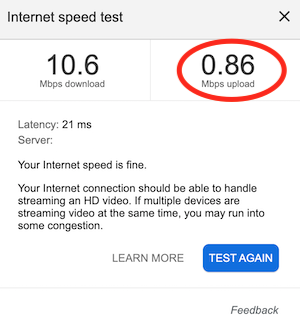 Internet speed test
10.6 0.86
Mbps download Mbps upload
Latency: 21 ms
Server:
Your Internet speed is fine.
Your Internet connection should be able to handle
streaming an HD video. If multiple devices are
streaming video at the same time, you may run into
some congestion.
LEARN MORE TEST AGAIN
Feedback